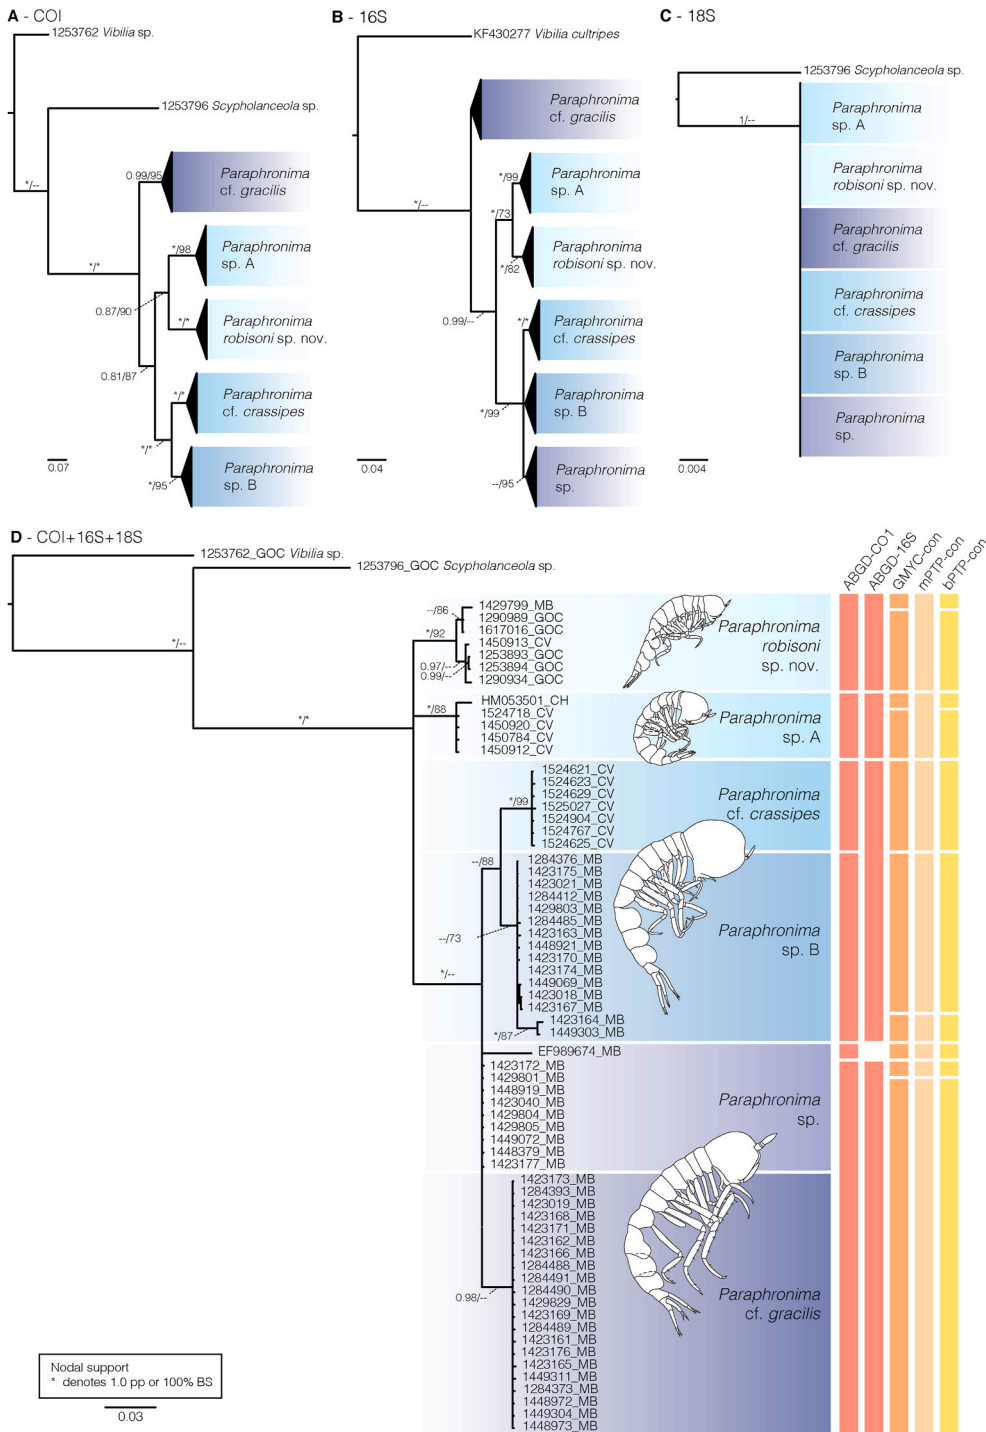 A - COI
1253762 Vibilia sp.
1253796 Scypholanceola sp.
*/--
0.99/95
Paraphronima
cf. gracilis
*/98
Paraphronima
sp. A
*/*
0.87/90
*/*
Paraphronima
robisoni sp. nov.
0.81/87
*/*
Paraphronima
cf. crassipes
*/*
*/95
Paraphronima
sp. B
0.07
B - 16S
KF430277 Vibilia cultripes
Paraphronima
cf. gracilis
*/99
Paraphronima
sp. A
*/--
*/73
*/82
Paraphronima
robisoni sp. nov.
0.99/--
*/*
Paraphronima
cf. crassipes
*/99
Paraphronima
sp. B
--/95
Paraphronima
sp.
0.04
C - 18S
1253796 Scypholanceola sp.
1/--
Paraphronima
sp. A
Paraphronima
robisoni sp. nov.
Paraphronima
cf. gracilis
Paraphronima
cf. crassipes
Paraphronima
sp. B
Paraphronima
sp.
0.004
D - COI+16S+18S
1253762_GOC Vibilia sp.
1253796_GOC Scypholanceola sp.
ABGD-CO1
ABGD-16S
GMYC-con
mPTP-con
bPTP-con
*/--
*/*
--/86
*/92
0.97/--
0.99/--
1429799_MB
1290989_GOC
1617016_GOC
1450913_CV
1253893_GOC
1253894_GOC
1290934_GOC
Paraphronima
robisoni
sp. nov.
*/88
HM053501_CH
1524718_CV
1450920_CV
1450784_CV
1450912_CV
Paraphronima
sp. A
*/99
1524621_CV
1524623_CV
1524629_CV
1525027_CV
1524904_CV
1524767_CV
1524625_CV
Paraphronima
cf. crassipes
--/88
--/73
*/--
*/87
1284376_MB
1423175_MB
1423021_MB
1284412_MB
1429803_MB
1284485_MB
1423163_MB
1448921_MB
1423170_MB
1423174_MB
1449069_MB
1423018_MB
1423167_MB
1423164_MB
1449303_MB
Paraphronima
sp. B
EF989674_MB
1423172_MB
1429801_MB
1448919_MB
1423040_MB
1429804_MB
1429805_MB
1449072_MB
1448379_MB
1423177_MB
Paraphronima
sp.
0.98/--
1423173_MB
1284393_MB
1423019_MB
1423168_MB
1423171_MB
1423162_MB
1423166_MB
1284488_MB
1284491_MB
1284490_MB
1429829_MB
1423169_MB
1284489_MB
1423161_MB
1423176_MB
1423165_MB
1449311_MB
1284373_MB
1448972_MB
1449304_MB
1448973_MB
Paraphronima
cf. gracilis
Nodal support
* denotes 1.0 pp or 100% BS
0.03